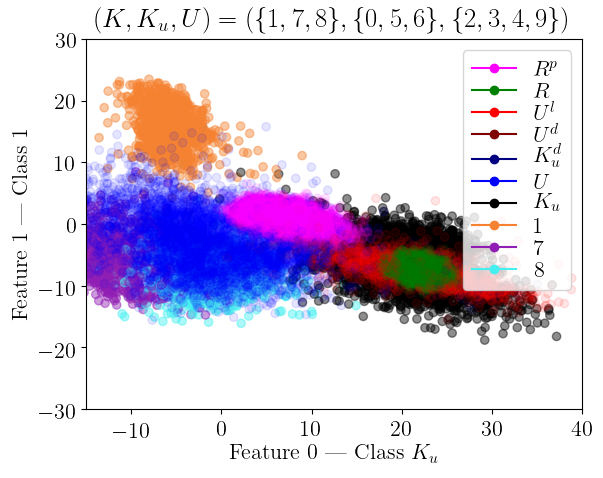 (K, K_u, U) = ({1, 7, 8}, {0, 5, 6}, {2, 3, 4, 9})
30
20
10
0
−10
−20
−30
Feature 1 — Class 1
R^p
R
U^l
U^d
K_u^d
U
K_u
1
7
8
−10
0
10
20
30
40
Feature 0 — Class K_u